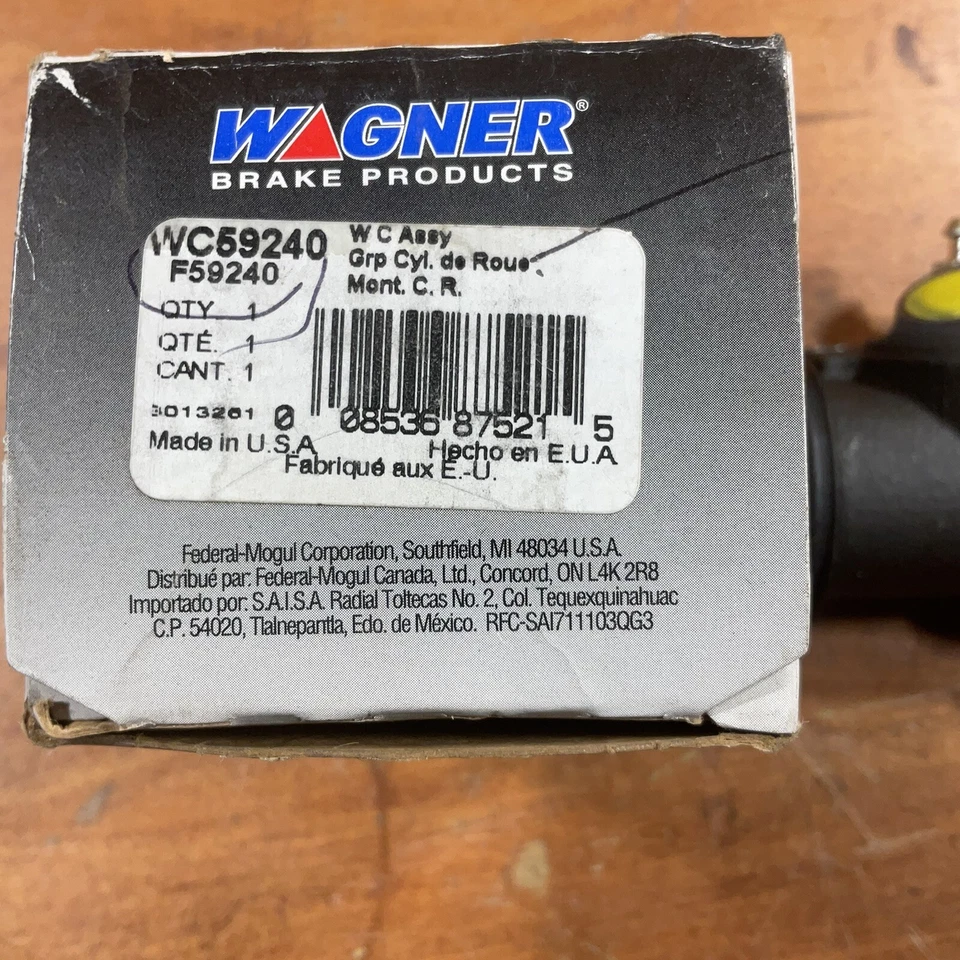 WAGNER®
BRAKE PRODUCTS
WC59240
F59240
W C Assy
Grp Cyl. de Roue
Mont. C. R.
QTY 1
QTÉ. 1
CANT. 1
3013261
0 08536 87521 5
Made in U.S.A
Hecho en E.U.A
Fabriqué aux É.-U.
Federal-Mogul Corporation, Southfield, MI 48034 U.S.A.
Distribué par: Federal-Mogul Canada, Ltd., Concord, ON L4K 2R8
Importado por: S.A.I.S.A. Radial Toltecas No. 2, Col. Tequexquinahuac
C.P. 54020, Tlalnepantla, Edo. de México. RFC-SAI711103QG3